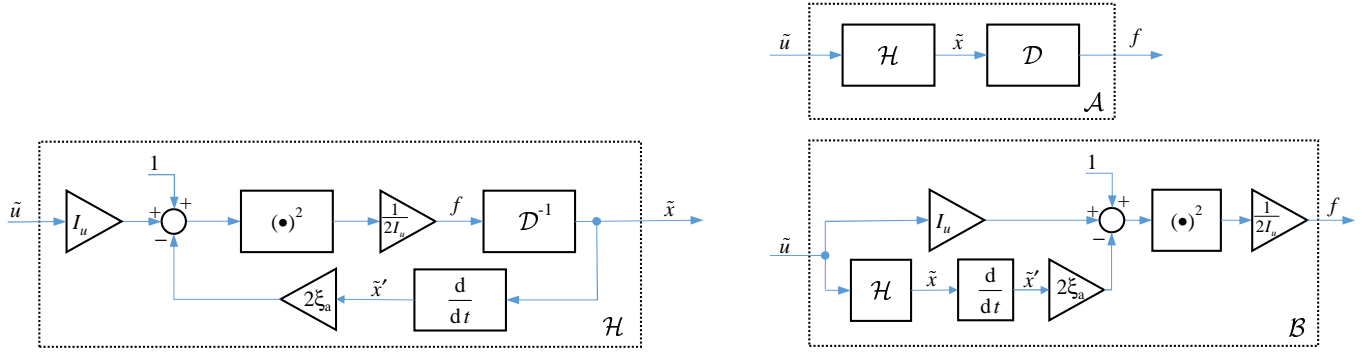 1
ũ
I_u
+
+
−
(•)²
1/(2I_u)
f
𝒟⁻¹
x̃
2ξ_a
x̃′
d/dt
ℋ
ũ
ℋ
x̃
𝒟
f
𝒜
1
ũ
I_u
+
+
−
(•)²
1/(2I_u)
f
ℋ
x̃
d/dt
x̃′
2ξ_a
ℬ